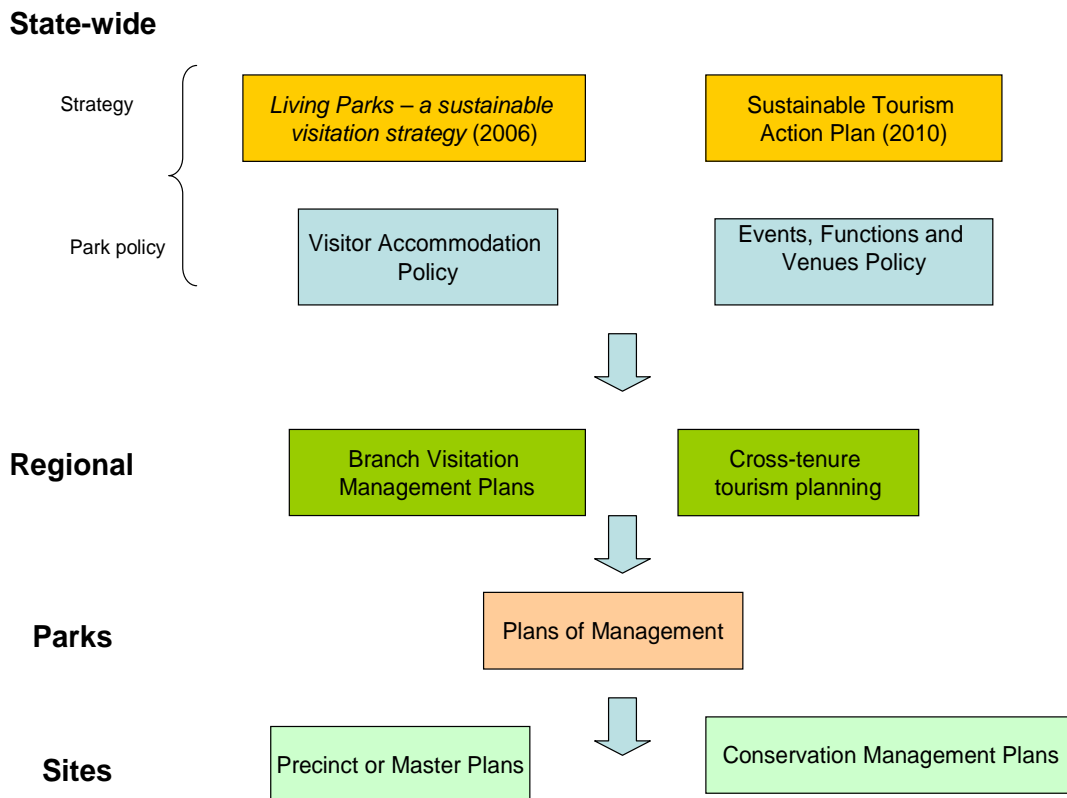 State-wide
Strategy
Living Parks – a sustainable
visitation strategy (2006)
Sustainable Tourism
Action Plan (2010)
Park policy
Visitor Accommodation
Policy
Events, Functions and
Venues Policy
Regional
Branch Visitation
Management Plans
Cross-tenure
tourism planning
Parks
Plans of Management
Sites
Precinct or Master Plans
Conservation Management Plans